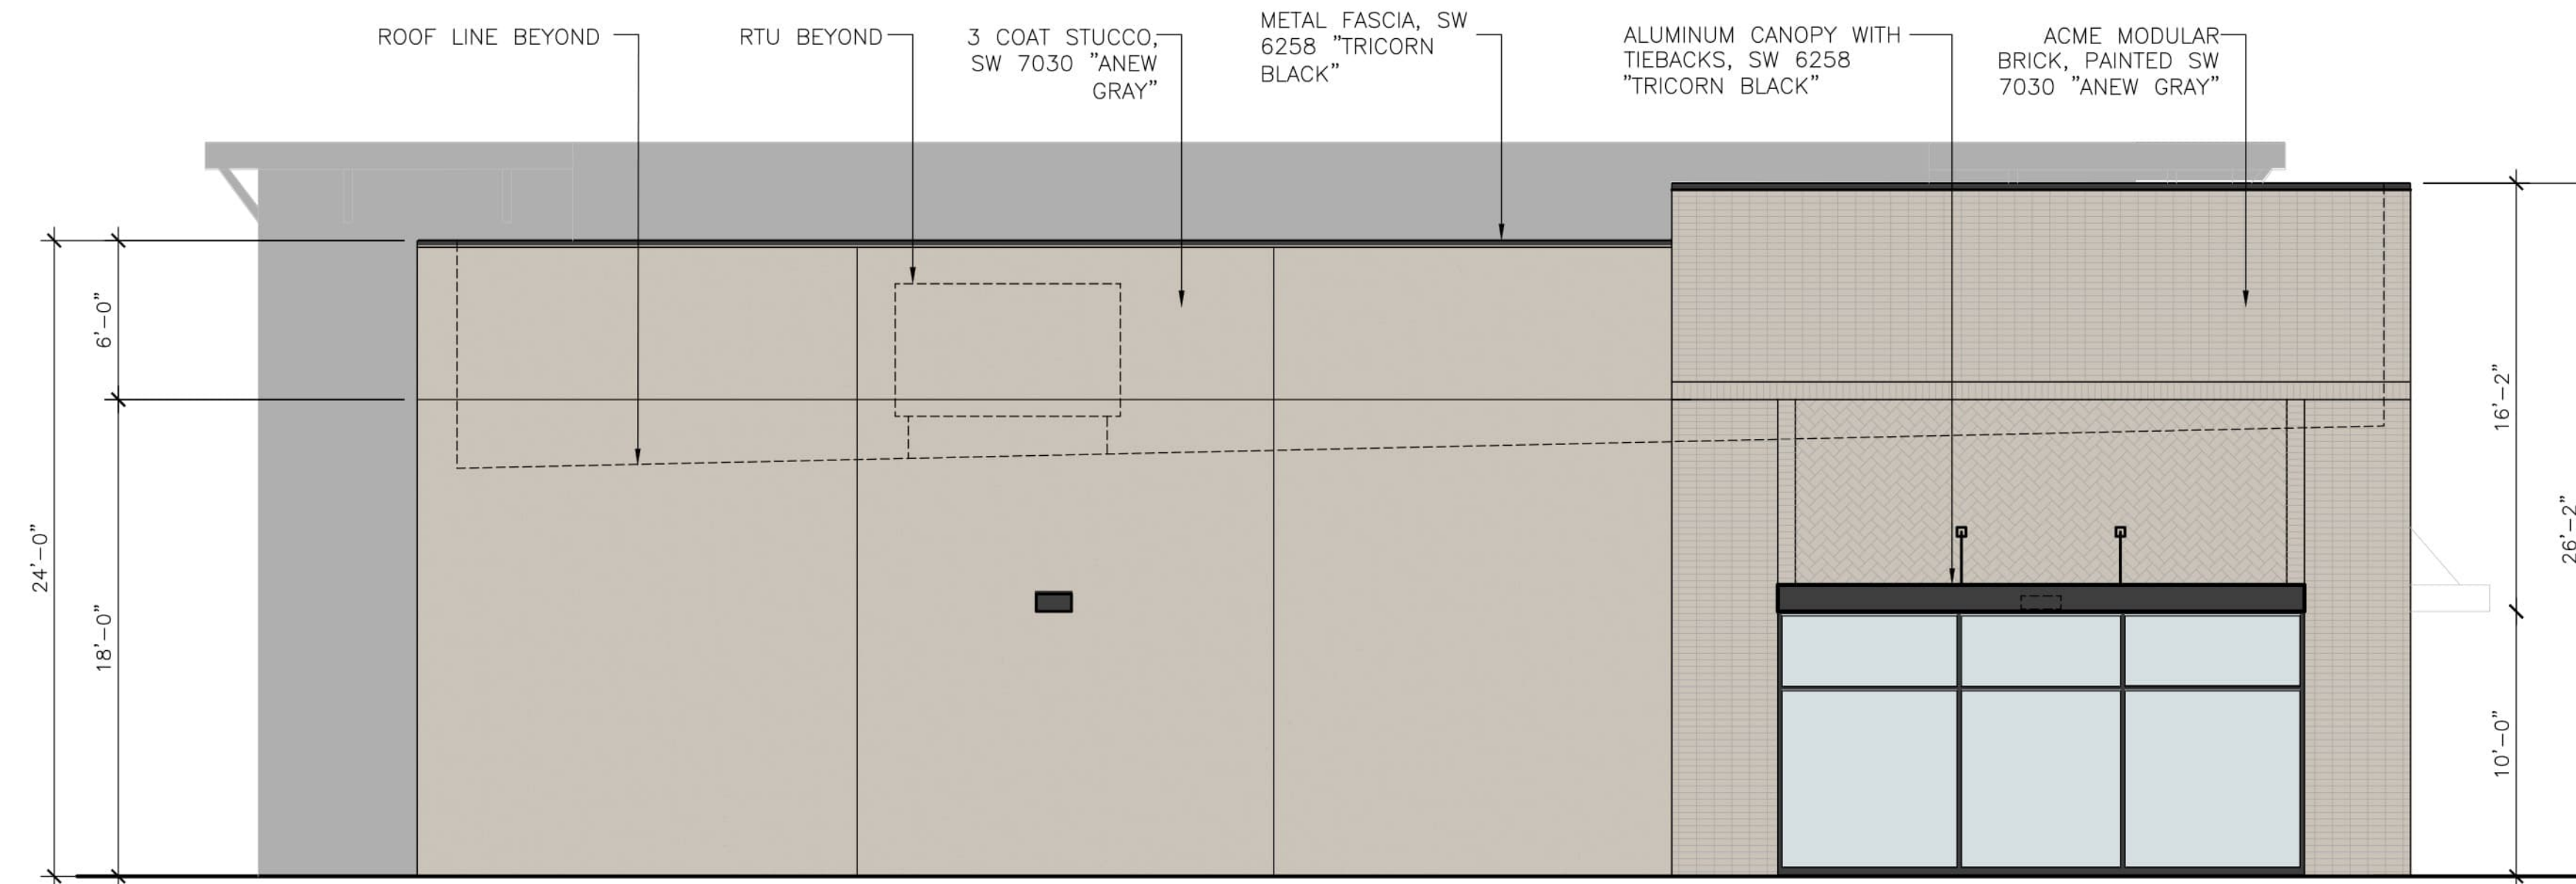 ROOF LINE BEYOND
RTU BEYOND
3 COAT STUCCO,
SW 7030 "ANEW
GRAY"
METAL FASCIA, SW
6258 "TRICORN
BLACK"
ALUMINUM CANOPY WITH
TIEBACKS, SW 6258
"TRICORN BLACK"
ACME MODULAR
BRICK, PAINTED SW
7030 "ANEW GRAY"
24'-0"
6'-0"
18'-0"
16'-2"
10'-0"
26'-2"